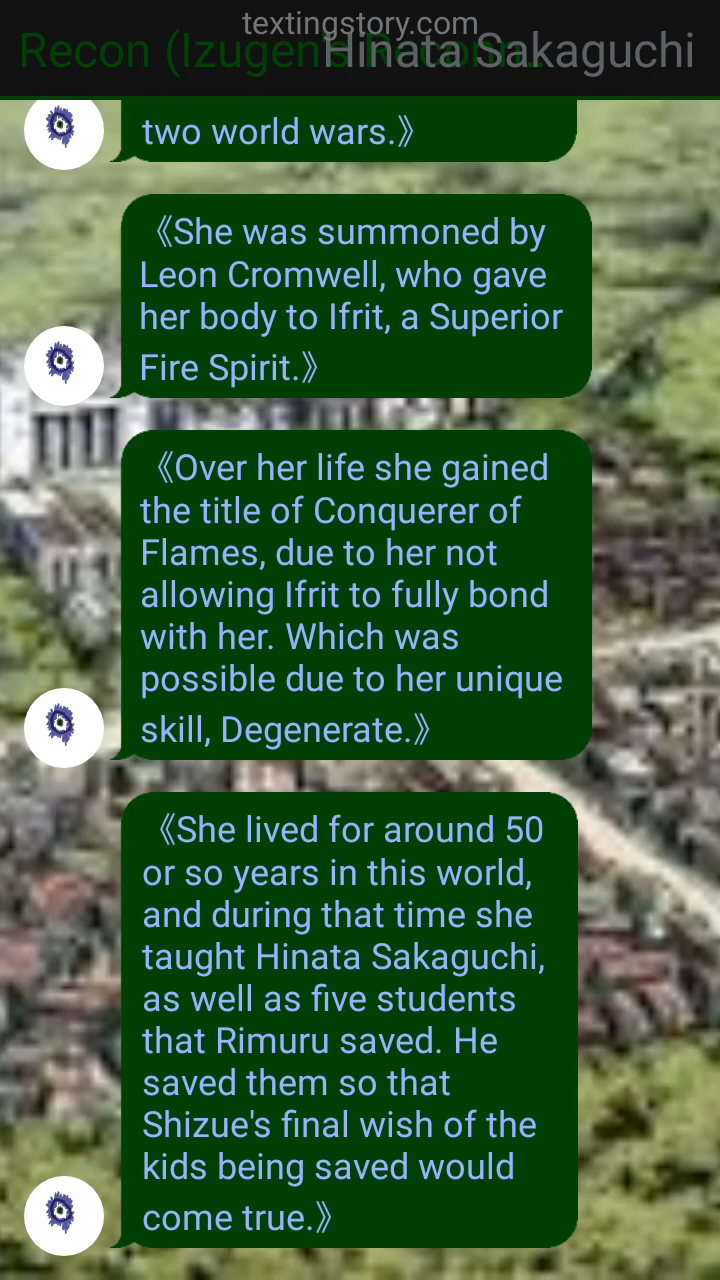 textingstory.com
Recon (Izugen's Hinata Sakaguchi
two world wars.》
《She was summoned by
Leon Cromwell, who gave
her body to Ifrit, a Superior
Fire Spirit.》
《Over her life she gained
the title of Conquerer of
Flames, due to her not
allowing Ifrit to fully bond
with her. Which was
possible due to her unique
skill, Degenerate.》
《She lived for around 50
or so years in this world,
and during that time she
taught Hinata Sakaguchi,
as well as five students
that Rimuru saved. He
saved them so that
Shizue's final wish of the
kids being saved would
come true.》